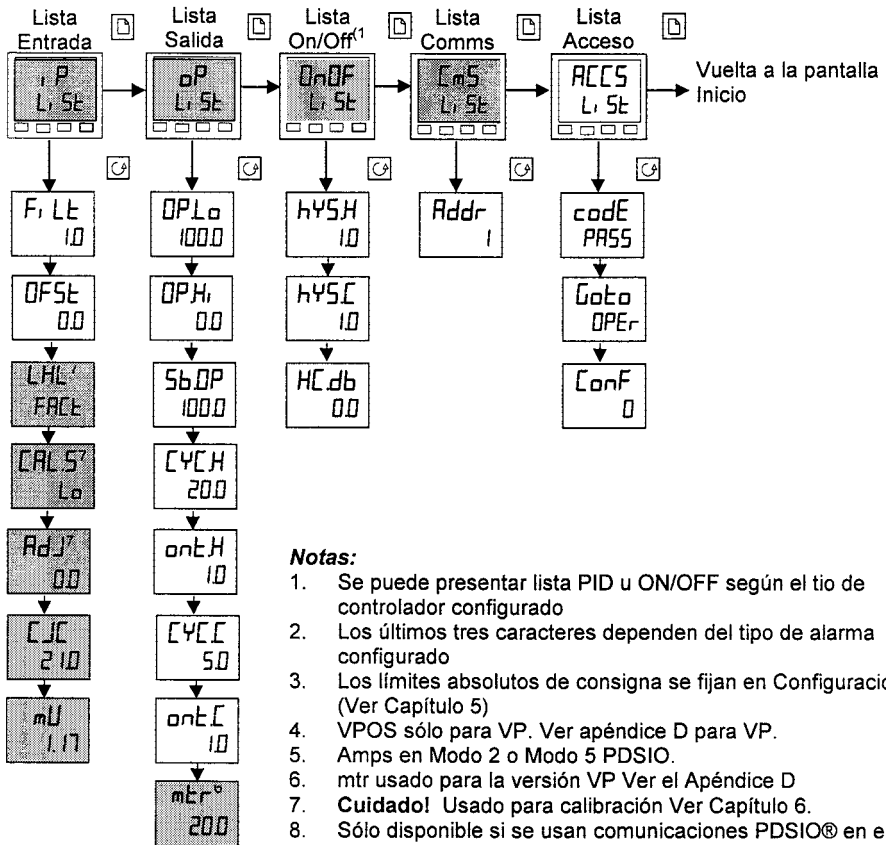 Lista Entrada
Lista Salida
Lista On/Off(1
Lista Comms
Lista Acceso
iP LiSt
oP LiSt
OnOF LiSt
CmS LiSt
ACCS LiSt
Vuelta a la pantalla
Inicio
FiLt 1.0
OFSt 0.0
CAL7 FACt
CAL.S7 Lo
AdJ7 0.0
CJC 21.0
mU 1.17
OP.Lo 100.0
OP.Hi 0.0
Sb.OP 100.0
CYC.H 20.0
ont.H 1.0
CYC.C 5.0
ont.C 1.0
mtr6 20.0
hYS.H 1.0
hYS.C 1.0
HC.db 0.0
Addr 1
codE PASS
Goto OPEr
ConF 0
Notas:
1. Se puede presentar lista PID u ON/OFF según el tio de
controlador configurado
2. Los últimos tres caracteres dependen del tipo de alarma
configurado
3. Los límites absolutos de consigna se fijan en Configuració
(Ver Capítulo 5)
4. VPOS sólo para VP. Ver apéndice D para VP.
5. Amps en Modo 2 o Modo 5 PDSIO.
6. mtr usado para la versión VP Ver el Apéndice D
7. Cuidado! Usado para calibración Ver Capítulo 6.
8. Sólo disponible si se usan comunicaciones PDSIO® en e